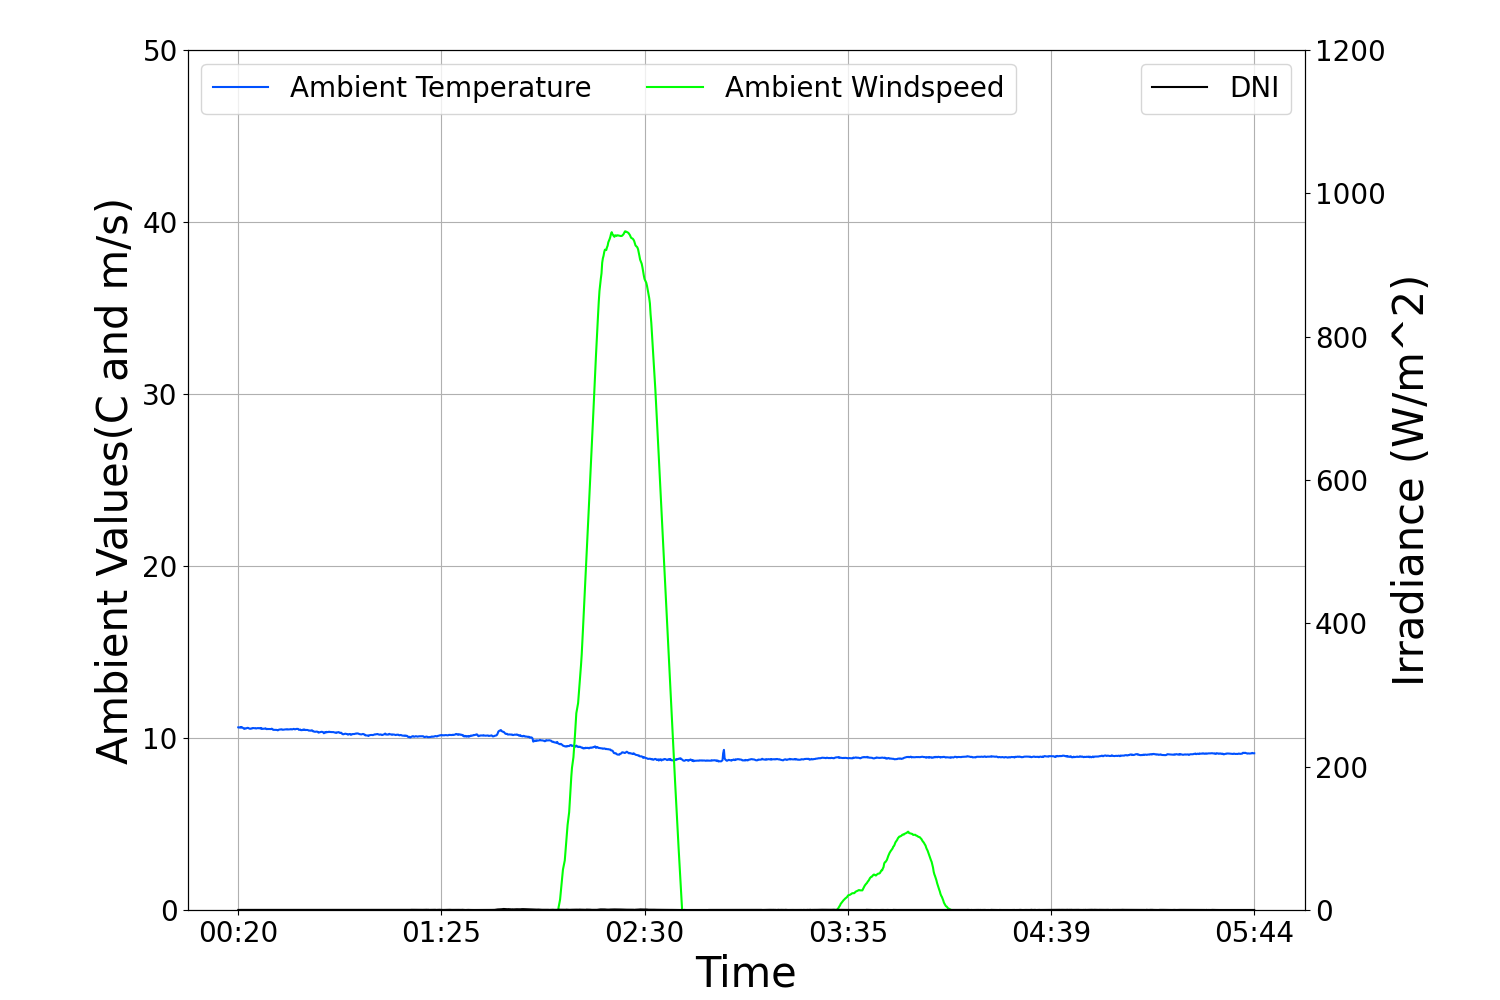 Ambient Temperature Ambient Windspeed DNI
50
40
30
20
10
0
1200
1000
800
600
400
200
0
00:20 01:25 02:30 03:35 04:39 05:44
Time
Ambient Values(C and m/s)
Irradiance (W/m^2)